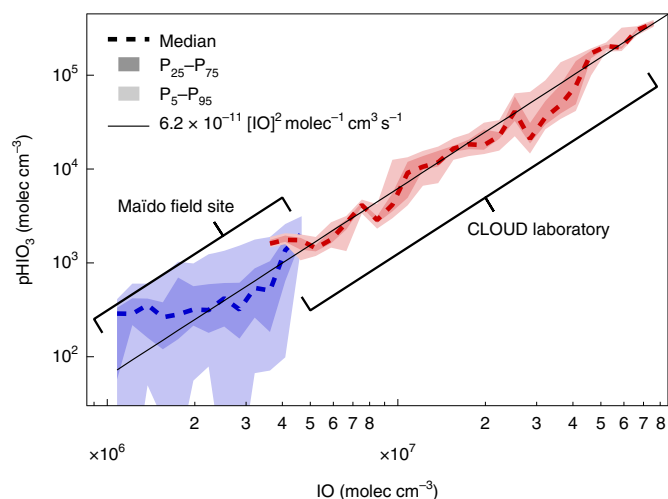 Median
P₂₅–P₇₅
P₅–P₉₅
6.2 × 10⁻¹¹ [IO]² molec⁻¹ cm³ s⁻¹
10⁵
10⁴
10³
10²
pHIO₃ (molec cm⁻³)
Maïdo field site
CLOUD laboratory
2 3 4 5 6 7 8 2 3 4 5 6 7 8
×10⁶ ×10⁷
IO (molec cm⁻³)